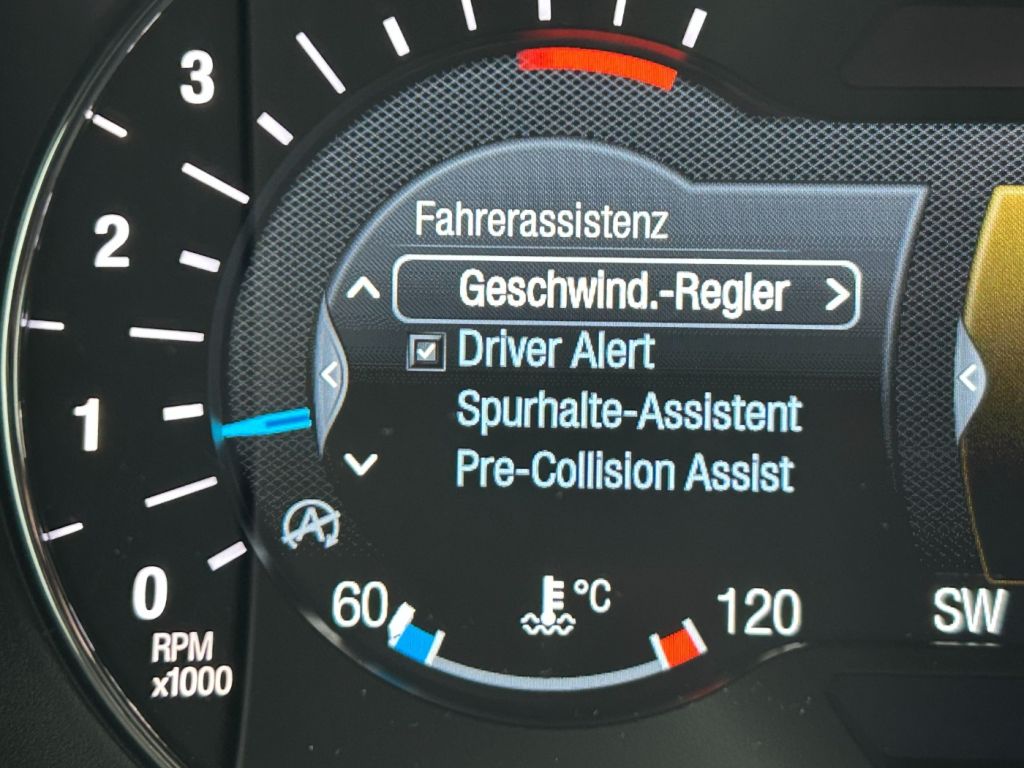 3
2
1
0
RPM
x1000
Fahrerassistenz
Geschwind.-Regler
Driver Alert
Spurhalte-Assistent
Pre-Collision Assist
A
60 °C 120
SW